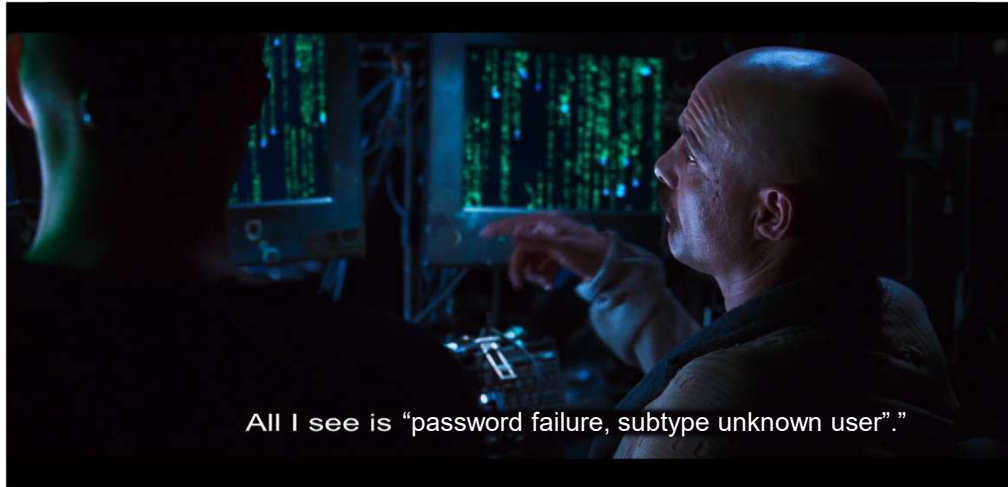 All I see is “password failure, subtype unknown user”.”